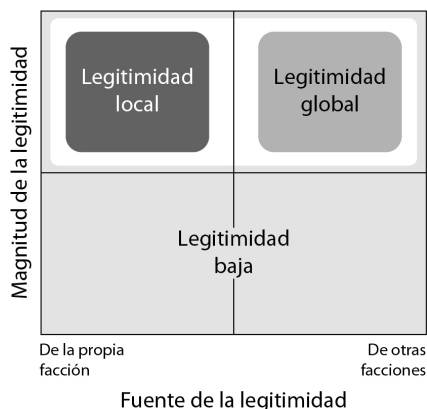 Magnitud de la legitimidad
Legitimidad
local
Legitimidad
global
Legitimidad
baja
De la propia
facción
De otras
facciones
Fuente de la legitimidad